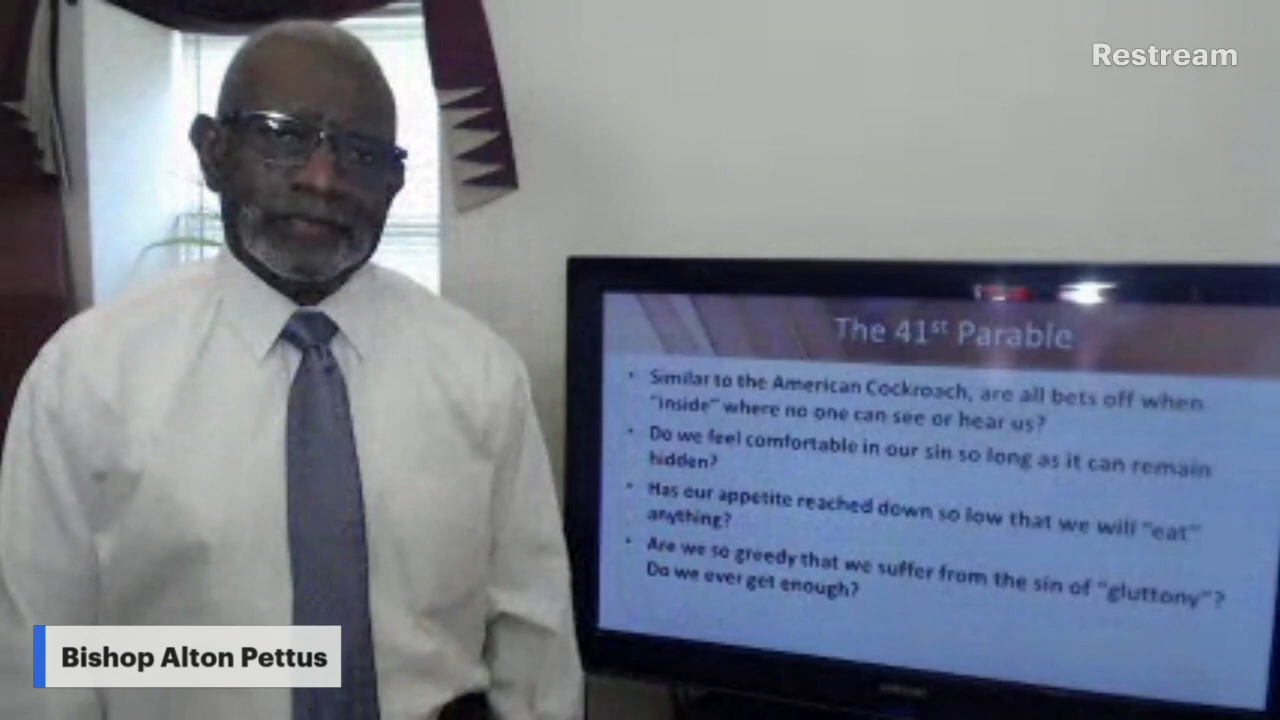 Restream
The 41st Parable
• Similar to the American Cockroach, are all bets off when
"inside" where no one can see or hear us?
• Do we feel comfortable in our sin so long as it can remain
hidden?
• Has our appetite reached down so low that we will "eat"
anything?
• Are we so greedy that we suffer from the sin of "gluttony"?
Do we ever get enough?
Bishop Alton Pettus